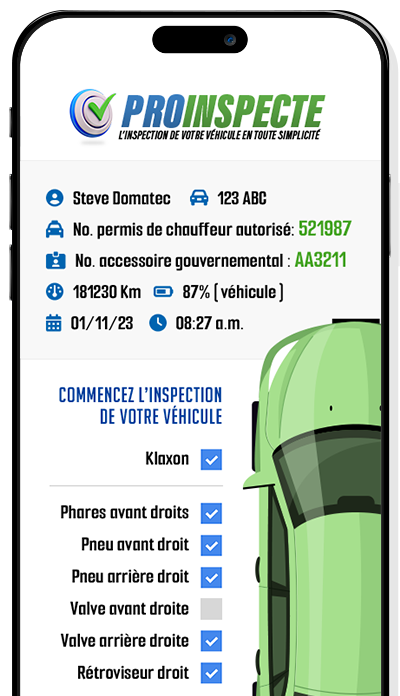 PROINSPECTE
L'INSPECTION DE VOTRE VÉHICULE EN TOUTE SIMPLICITÉ
Steve Domatec 123 ABC
No. permis de chauffeur autorisé: 521987
No. accessoire gouvernemental : AA3211
181230 Km 87% ( véhicule )
01/11/23 08:27 a.m.
COMMENCEZ L'INSPECTION
DE VOTRE VÉHICULE
Klaxon
Phares avant droits
Pneu avant droit
Pneu arrière droit
Valve avant droite
Valve arrière droite
Rétroviseur droit